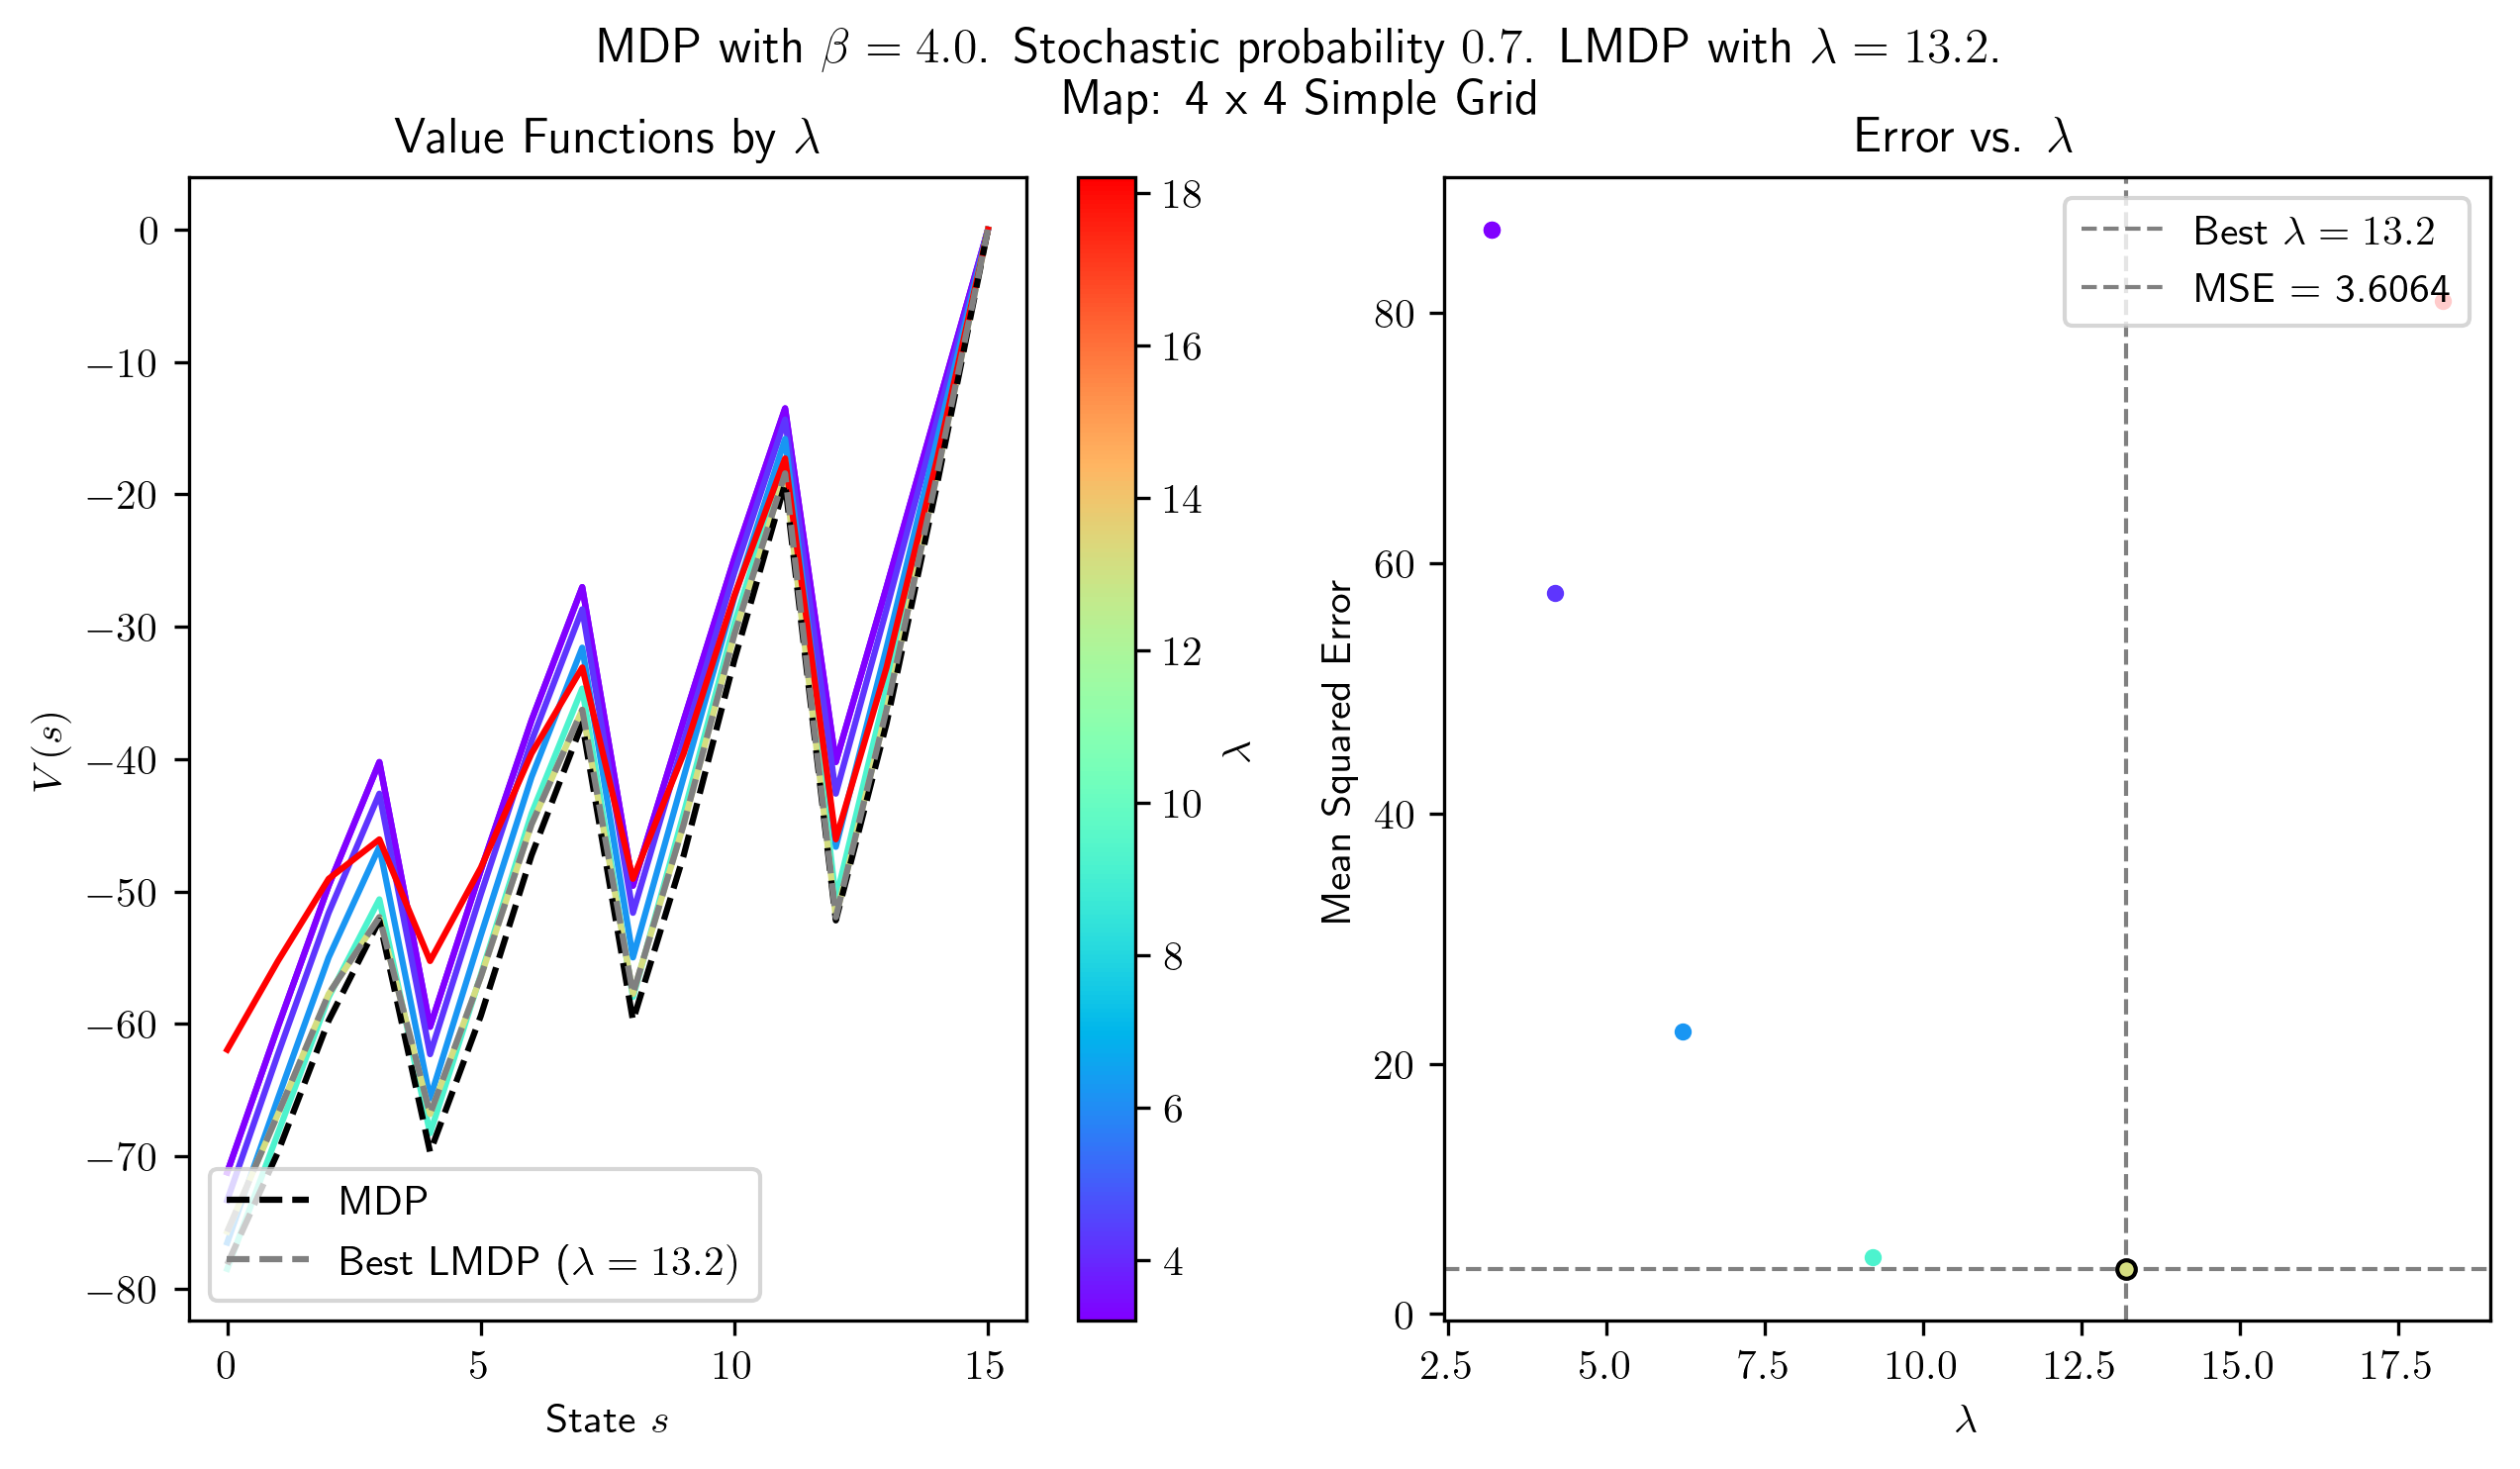 MDP with β = 4.0. Stochastic probability 0.7. LMDP with λ = 13.2.
Map: 4 x 4 Simple Grid
Value Functions by λ
V(s)
0
−10
−20
−30
−40
−50
−60
−70
−80
0
5
10
15
State s
MDP
Best LMDP (λ = 13.2)
18
16
14
12
10
8
6
4
λ
Error vs. λ
Mean Squared Error
80
60
40
20
0
2.5
5.0
7.5
10.0
12.5
15.0
17.5
λ
Best λ = 13.2
MSE = 3.6064